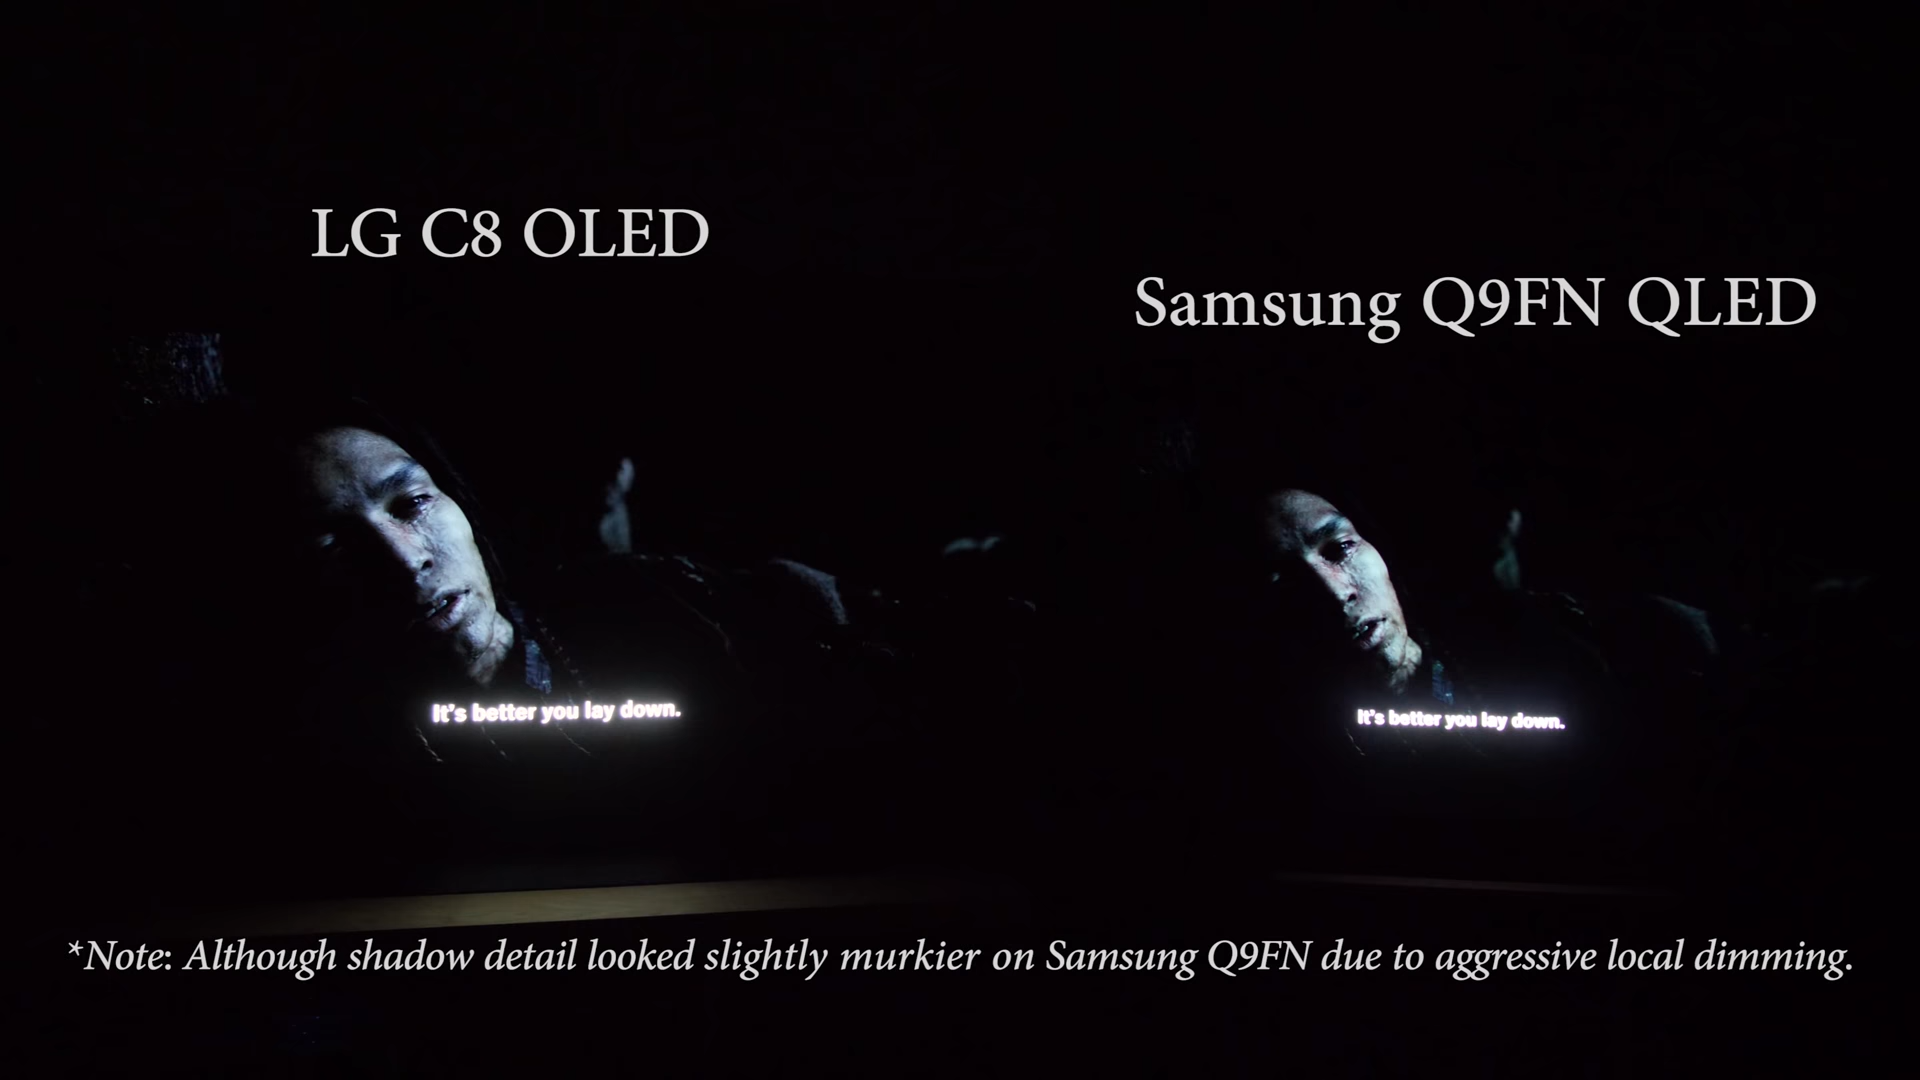 LG C8 OLED
Samsung Q9FN QLED
It's better you lay down.
It's better you lay down.
*Note: Although shadow detail looked slightly murkier on Samsung Q9FN due to aggressive local dimming.